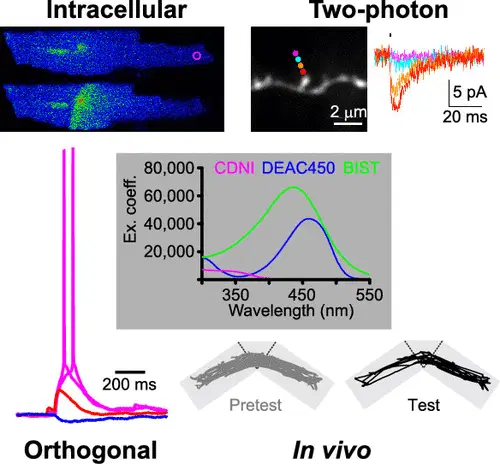 Intracellular
Two-photon
2 μm
5 pA
20 ms
CDNI DEAC450 BIST
Ex. coeff.
80,000
60,000
40,000
20,000
350 450 550
Wavelength (nm)
200 ms
Pretest
Test
Orthogonal
In vivo